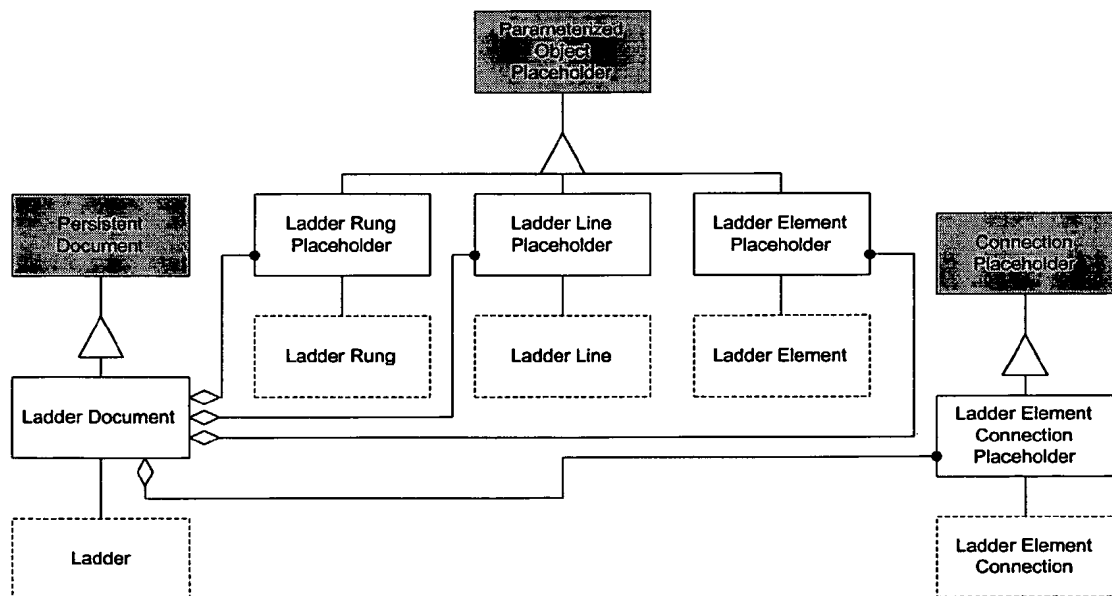 Parameterized
Object
Placeholder
Persistent
Document
Ladder Rung
Placeholder
Ladder Line
Placeholder
Ladder Element
Placeholder
Connection
Placeholder
Ladder Rung
Ladder Line
Ladder Element
Ladder Document
Ladder Element
Connection
Placeholder
Ladder
Ladder Element
Connection